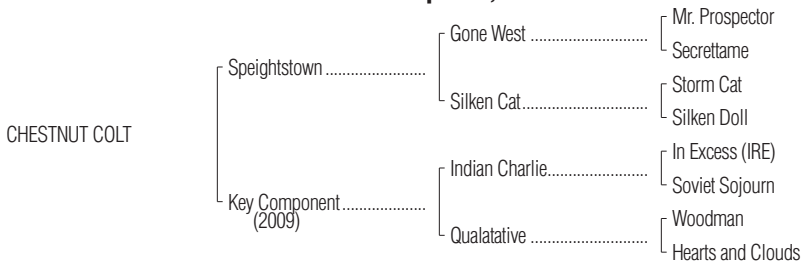 Mr. Prospector
Gone West
Secrettame
Speightstown
Storm Cat
Silken Cat
Silken Doll
CHESTNUT COLT
In Excess (IRE)
Indian Charlie
Soviet Sojourn
Key Component
(2009)
Woodman
Qualatative
Hearts and Clouds